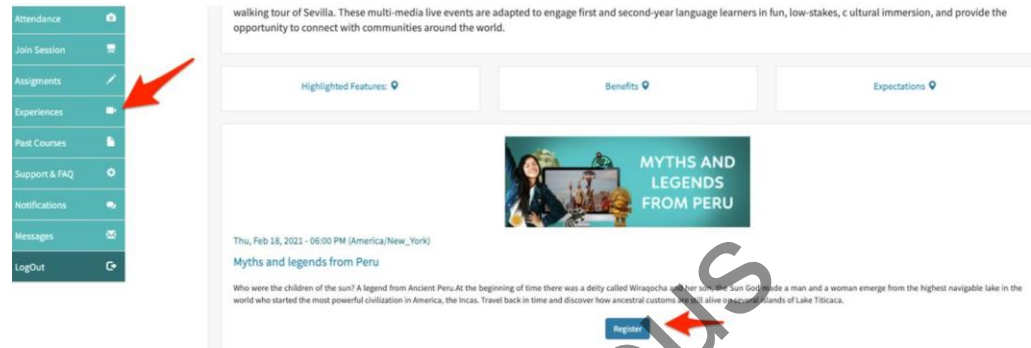 Attendance
Join Session
Assigments
Experiences
Past Courses
Support & FAQ
Notifications
Messages
LogOut
walking tour of Sevilla. These multi-media live events are adapted to engage first and second-year language learners in fun, low-stakes, c ultural immersion, and provide the
opportunity to connect with communities around the world.
Highlighted Features:
Benefits
Expectations
MYTHS AND
LEGENDS
FROM PERU
Thu, Feb 18, 2021 - 06:00 PM (America/New_York)
Myths and legends from Peru
Who were the children of the sun? A legend from Ancient Peru.At the beginning of time there was a deity called Wiraqocha and her son, the Sun God made a man and a woman emerge from the highest navigable lake in the
world who started the most powerful civilization in America, the Incas. Travel back in time and discover how ancestral customs are still alive on several islands of Lake Titicaca.
Register